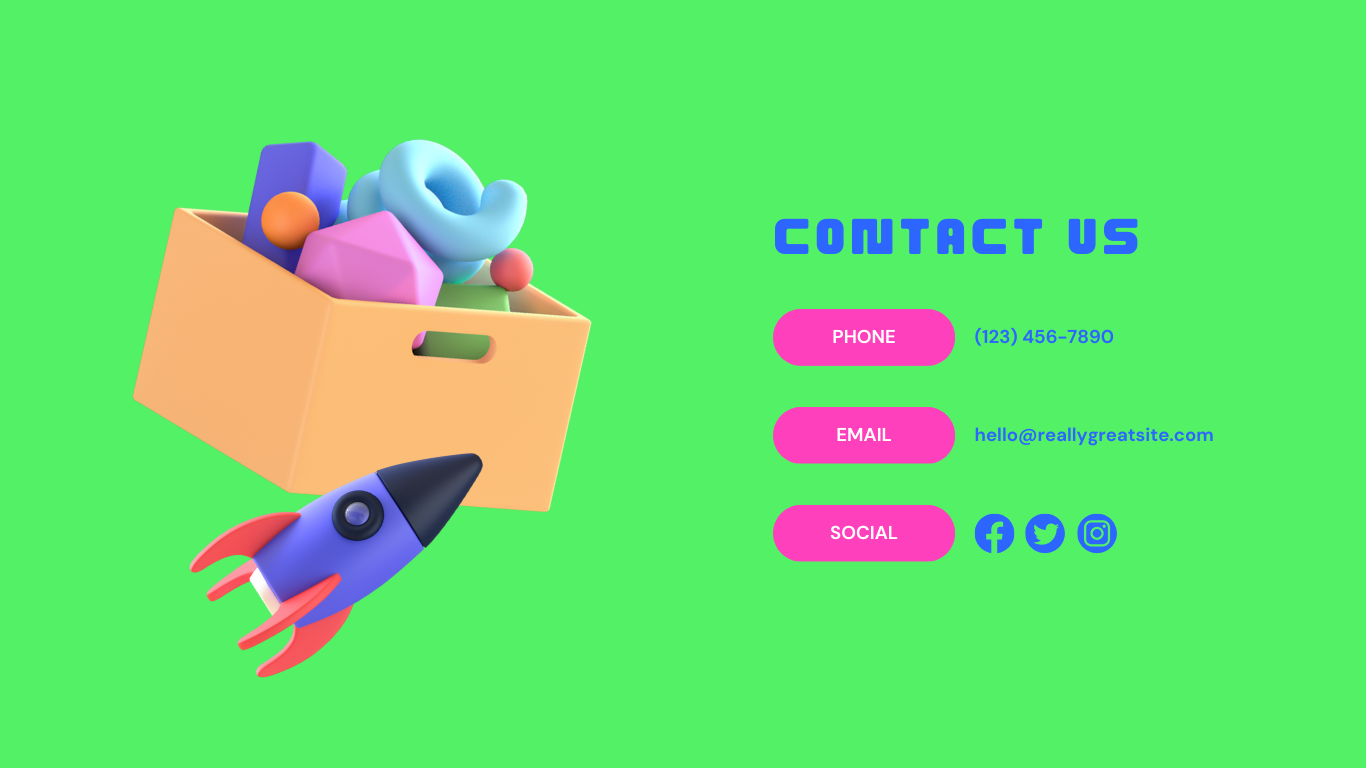 CONTACT US
PHONE
(123) 456-7890
EMAIL
hello@reallygreatsite.com
SOCIAL